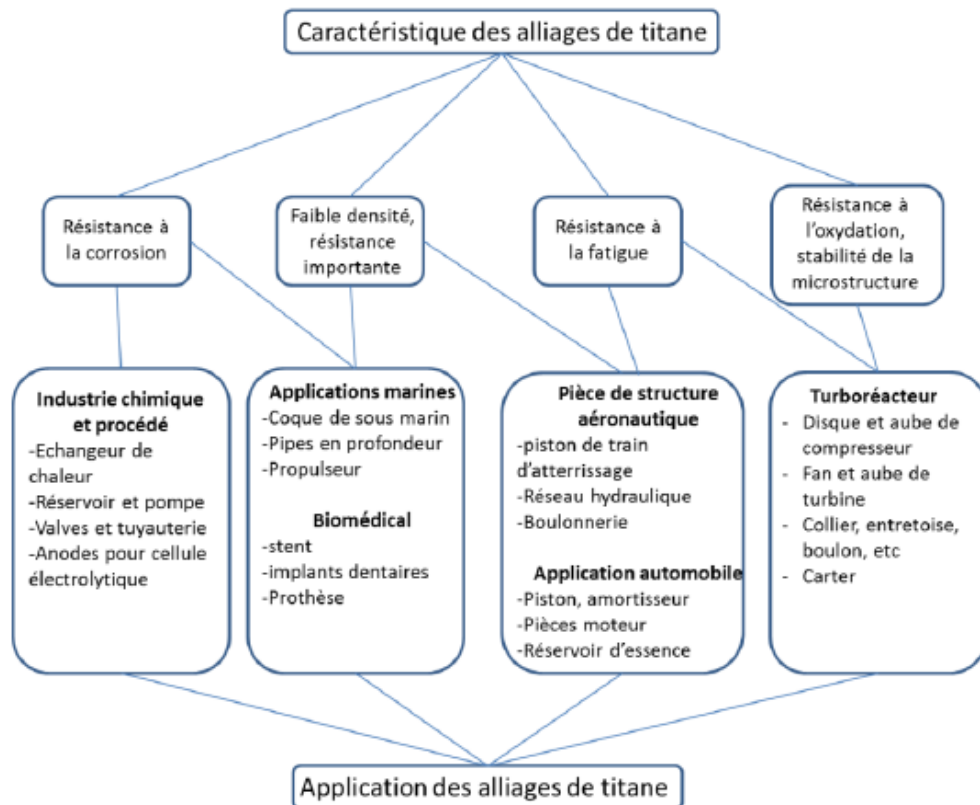 Caractéristique des alliages de titane
Résistance à
la corrosion
Faible densité,
résistance
importante
Résistance à
la fatigue
Résistance à
l'oxydation,
stabilité de la
microstructure
Industrie chimique
et procédé
-Echangeur de
chaleur
-Réservoir et pompe
-Valves et tuyauterie
-Anodes pour cellule
électrolytique
Applications marines
-Coque de sous marin
-Pipes en profondeur
-Propulseur
Biomédical
-stent
-implants dentaires
-Prothèse
Pièce de structure
aéronautique
-piston de train
d'atterrissage
-Réseau hydraulique
-Boulonnerie
Application automobile
-Piston, amortisseur
-Pièces moteur
-Réservoir d'essence
Turboréacteur
- Disque et aube de
compresseur
- Fan et aube de
turbine
- Collier, entretoise,
boulon, etc
- Carter
Application des alliages de titane